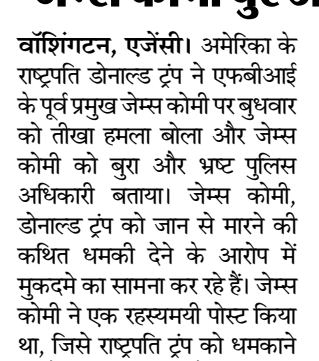 वॉशिंगटन, एजेंसी। अमेरिका के
राष्ट्रपति डोनाल्ड ट्रंप ने एफबीआई
के पूर्व प्रमुख जेम्स कोमी पर बुधवार
को तीखा हमला बोला और जेम्स
कोमी को बुरा और भ्रष्ट पुलिस
अधिकारी बताया। जेम्स कोमी,
डोनाल्ड ट्रंप को जान से मारने की
कथित धमकी देने के आरोप में
मुकदमे का सामना कर रहे हैं। जेम्स
कोमी ने एक रहस्यमयी पोस्ट किया
था, जिसे राष्ट्रपति ट्रंप को धमकाने